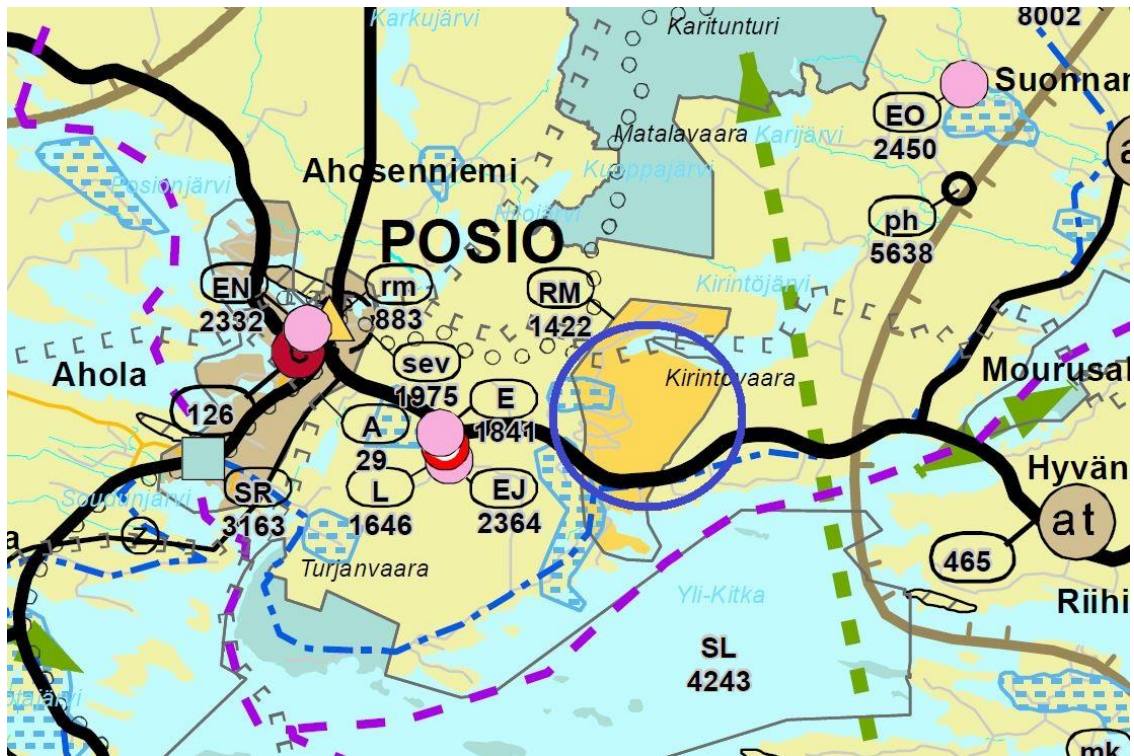 Karkujärvi
Karitunturi
8002
Suonnan
EO
2450
Matalavaara
Karijärvi
Kuoppajärvi
Ahosenniemi
Posionjärvi
Nilojärvi
POSIO
ph
5638
a
Kirintöjärvi
EN
2332
rm
883
RM
1422
sev
1975
Ahola
Kirintövaara
Mourusal
126
A
29
E
1841
SR
3163
L
1646
EJ
2364
Hyvän
at
465
Soudunjärvi
Z
a
Turjanvaara
Yli-Kitka
Riihi
SL
4243
mk